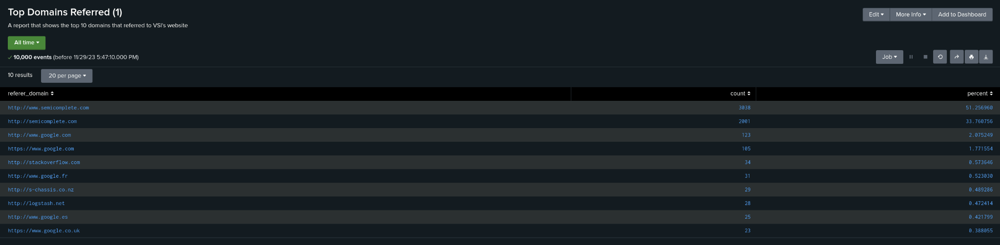 Top Domains Referred (1)
Edit More Info Add to Dashboard
A report that shows the top 10 domains that referred to VSI's website
All time
10,000 events (before 11/29/23 5:47:10.000 PM)
Job
10 results 20 per page
referer_domain count percent
http://www.semicomplete.com 3038 51.256960
http://semicomplete.com 2001 33.760756
http://www.google.com 123 2.075249
https://www.google.com 105 1.771554
http://stackoverflow.com 34 0.573646
http://www.google.fr 31 0.523030
http://s-chassis.co.nz 29 0.489286
http://logstash.net 28 0.472414
http://www.google.es 25 0.421799
https://www.google.co.uk 23 0.388055